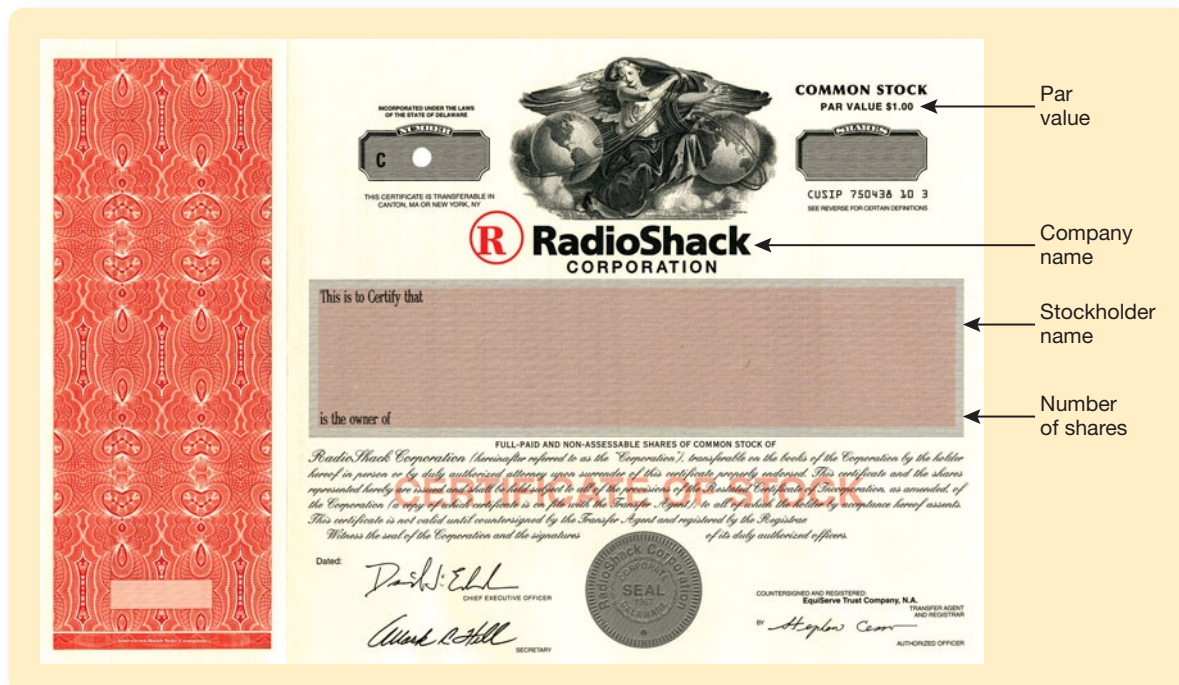 INCORPORATED UNDER THE LAWS
OF THE STATE OF DELAWARE
NUMBER
C
THIS CERTIFICATE IS TRANSFERABLE IN
CANTON, MA OR NEW YORK, NY
COMMON STOCK
PAR VALUE $1.00
SHARES
CUSIP 750438 10 3
SEE REVERSE FOR CERTAIN DEFINITIONS
Par
value
R RadioShack
CORPORATION
Company
name
This is to Certify that
is the owner of
Stockholder
name
Number
of shares
FULL-PAID AND NON-ASSESSABLE SHARES OF COMMON STOCK OF
RadioShack Corporation (hereinafter referred to as the "Corporation"), transferable on the books of the Corporation by the holder
hereof in person or by duly authorized attorney upon surrender of this certificate properly endorsed. This certificate and the shares
represented hereby are issued and shall be held subject to all of the provisions of the Restated Certificate of Incorporation, as amended, of
the Corporation (a copy of which certificate is on file with the Transfer Agent), to all of which the holder by acceptance hereof assents.
This certificate is not valid until countersigned by the Transfer Agent and registered by the Registrar
CERTIFICATE OF STOCK
Witness the seal of the Corporation and the signatures of its duly authorized officers.
Dated:
CHIEF EXECUTIVE OFFICER
SECRETARY
RadioShack Corporation
CORPORATE
SEAL
1967
DELAWARE
COUNTERSIGNED AND REGISTERED:
EquiServe Trust Company, N.A.
TRANSFER AGENT
AND REGISTRAR
BY
AUTHORIZED OFFICER